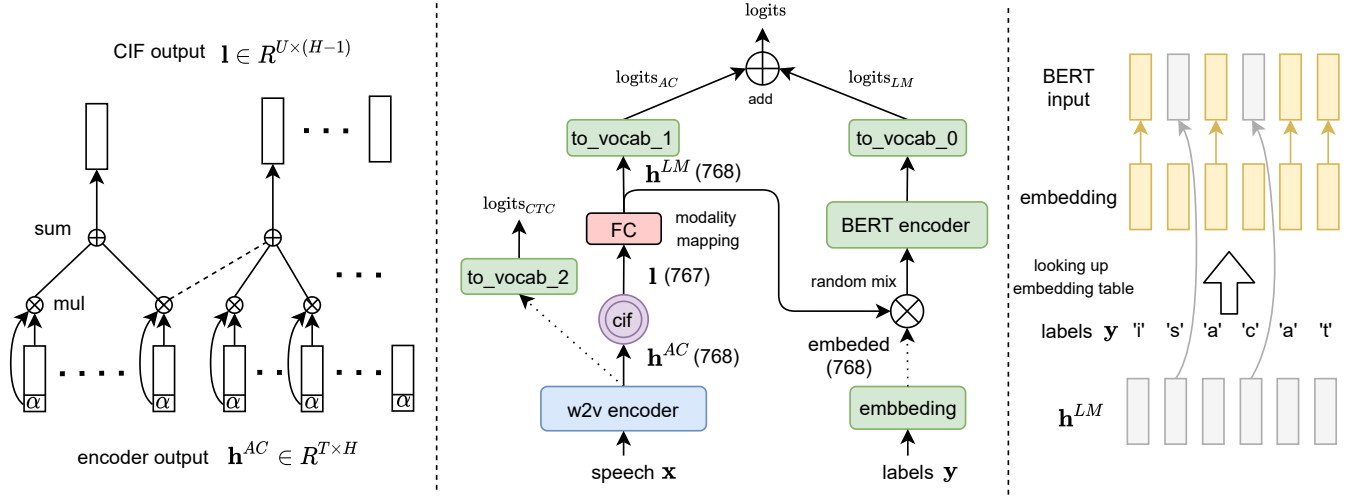 CIF output l ∈ R^{U×(H−1)}
sum
mul
α α α α α
encoder output h^{AC} ∈ R^{T×H}
logits
logits_{AC}
logits_{LM}
add
to_vocab_1
to_vocab_0
h^{LM} (768)
logits_{CTC}
FC
modality
mapping
BERT encoder
to_vocab_2
l (767)
random mix
cif
h^{AC} (768)
embeded
(768)
w2v encoder
embbeding
speech x
labels y
BERT
input
embedding
looking up
embedding table
labels y 'i' 's' 'a' 'c' 'a' 't'
h^{LM}